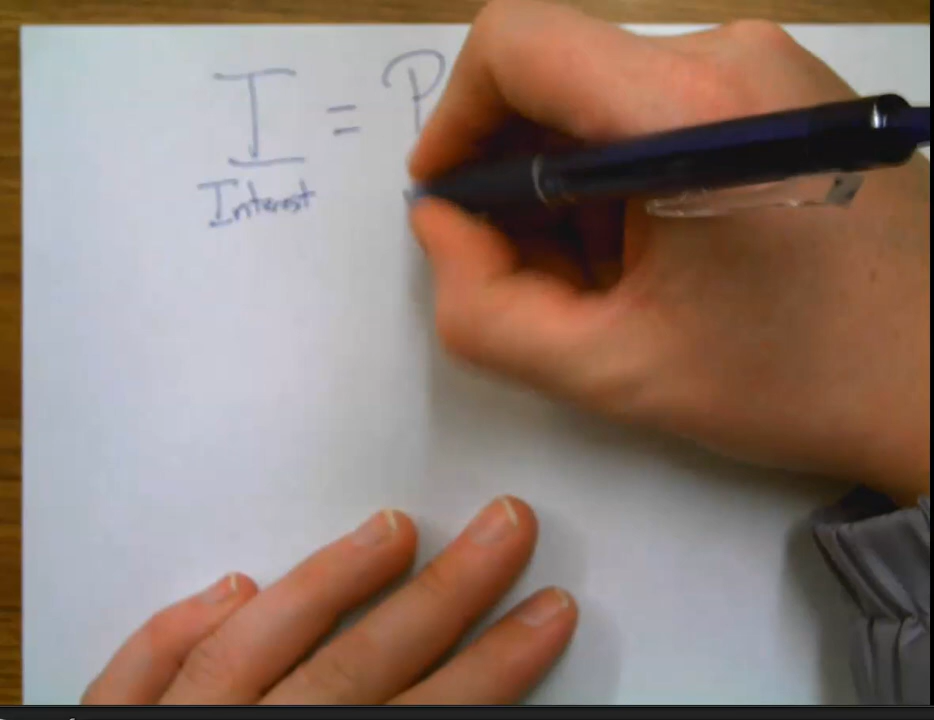 I = P
Interest